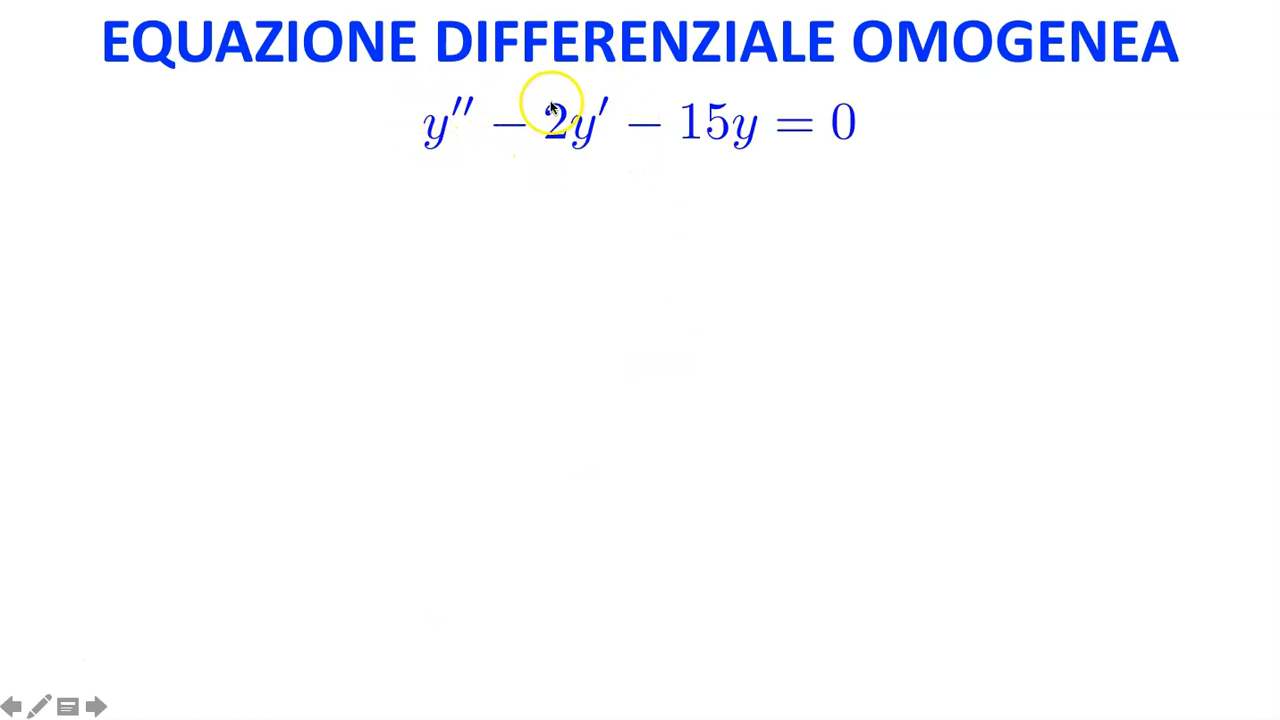 EQUAZIONE DIFFERENZIALE OMOGENEA
y″ − 2y′ − 15y = 0